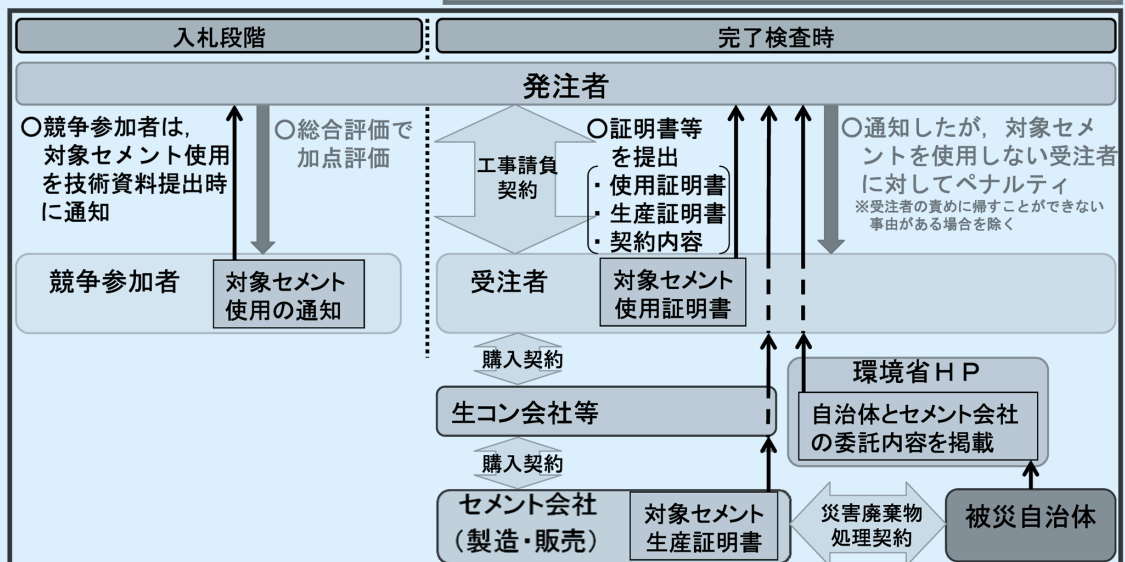 入札段階
完了検査時
発注者
〇競争参加者は，
対象セメント使用
を技術資料提出時
に通知
〇総合評価で
加点評価
工事請負
契約
〇証明書等
を提出
・使用証明書
・生産証明書
・契約内容
〇通知したが，対象セメ
ントを使用しない受注者
に対してペナルティ
※受注者の責めに帰すことができない
事由がある場合を除く
競争参加者
対象セメント
使用の通知
受注者
対象セメント
使用証明書
購入契約
生コン会社等
環境省ＨＰ
自治体とセメント会社
の委託内容を掲載
購入契約
セメント会社
（製造・販売）
対象セメント
生産証明書
災害廃棄物
処理契約
被災自治体